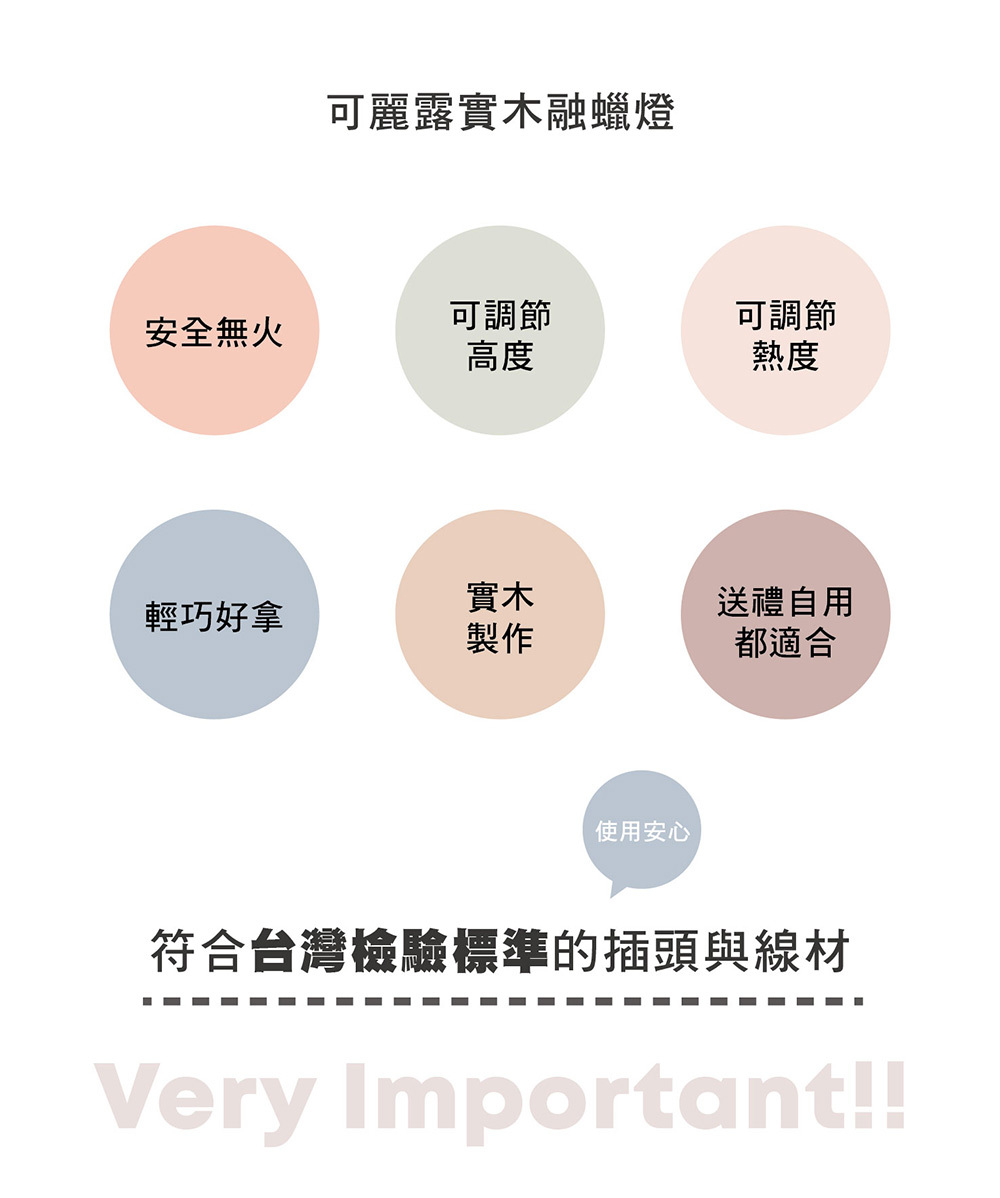 可麗露實木融蠟燈
安全無火
可調節
高度
可調節
熱度
輕巧好拿
實木
製作
送禮自用
都適合
使用安心
符合台灣檢驗標準的插頭與線材
Very Important!!